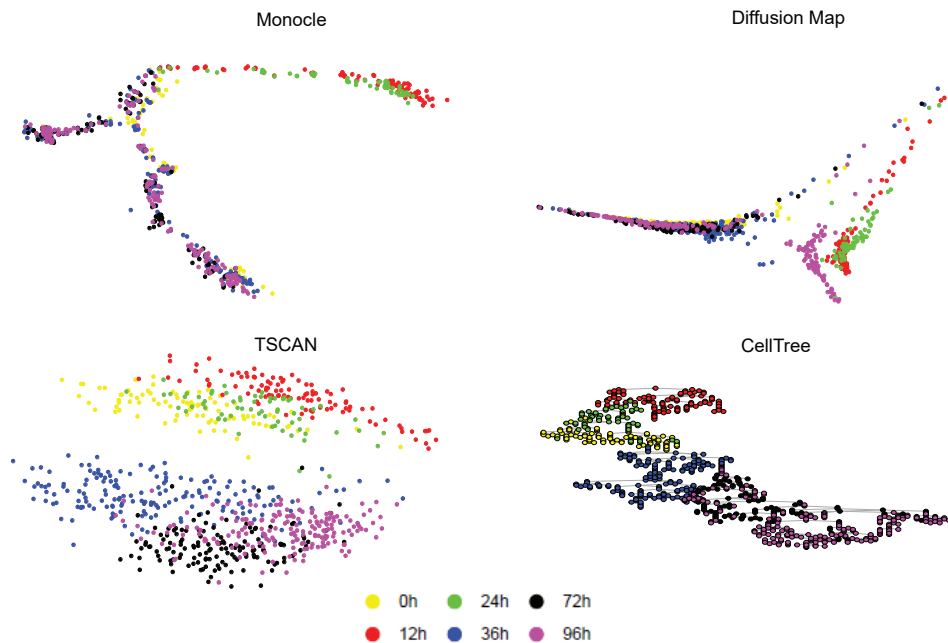 Monocle
Diffusion Map
TSCAN
CellTree
0h
24h
72h
12h
36h
96h